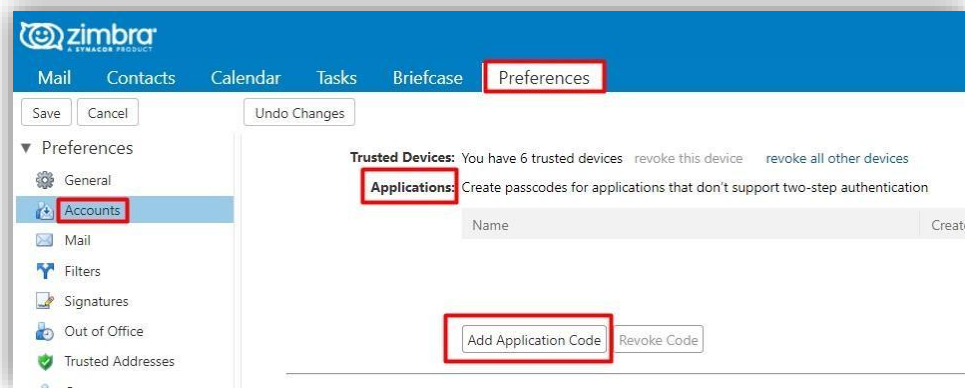 zimbra
A SYNACOR PRODUCT
Mail Contacts Calendar Tasks Briefcase Preferences
Save Cancel Undo Changes
Preferences
General
Accounts
Mail
Filters
Signatures
Out of Office
Trusted Addresses
Trusted Devices: You have 6 trusted devices revoke this device revoke all other devices
Applications: Create passcodes for applications that don't support two-step authentication
Name
Add Application Code Revoke Code